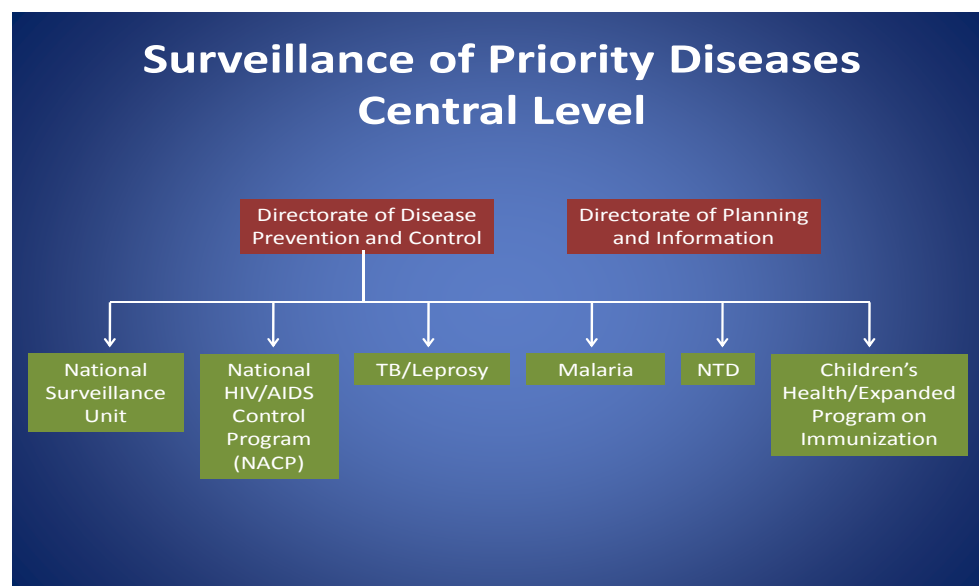 Surveillance of Priority Diseases
Central Level
Directorate of Disease
Prevention and Control
Directorate of Planning
and Information
National
Surveillance
Unit
National
HIV/AIDS
Control
Program
(NACP)
TB/Leprosy
Malaria
NTD
Children’s
Health/Expanded
Program on
Immunization